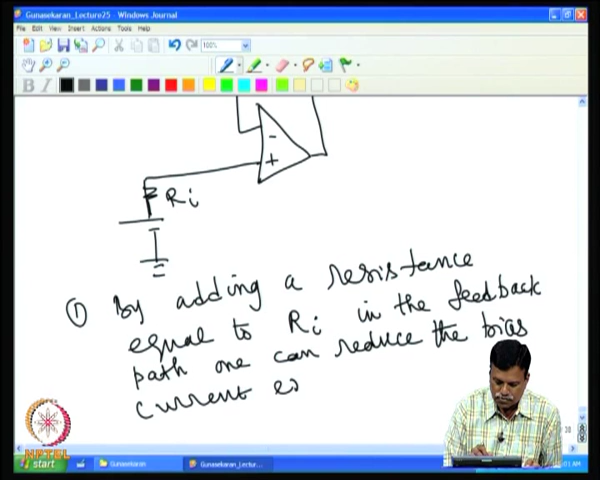 Gunasekaran_Lecture25 - Windows Journal
File Edit View Insert Actions Tools Help
100%
B I
-
+
Ri
① By adding a resistance
equal to Ri in the feedback
path one can reduce the bias
current e
NPTEL
start
Gunasekaran
Gunasekaran_Lectur...